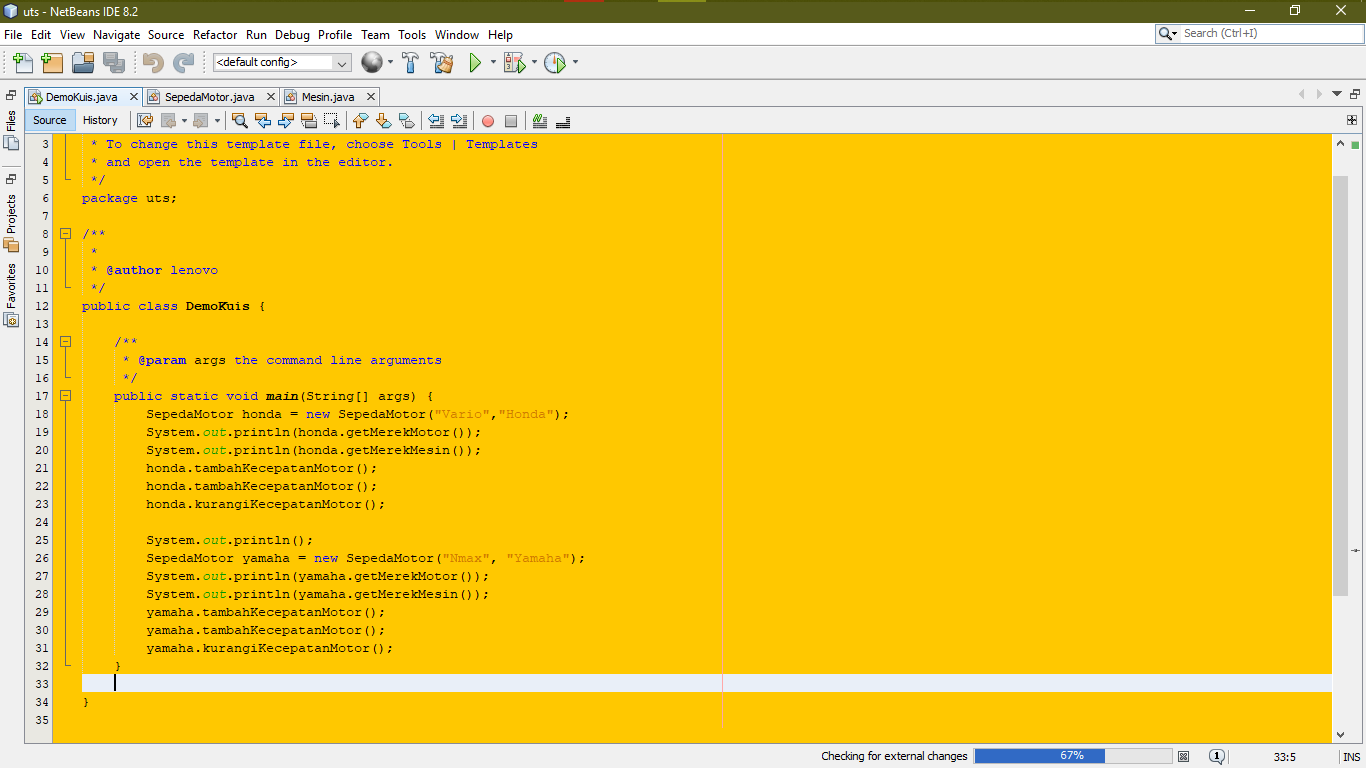 uts - NetBeans IDE 8.2
File Edit View Navigate Source Refactor Run Debug Profile Team Tools Window Help
Search (Ctrl+I)
<default config>
DemoKuis.java SepedaMotor.java Mesin.java
Source History
Files
Projects
Favorites
3 * To change this template file, choose Tools | Templates
4 * and open the template in the editor.
5 */
6 package uts;
7
8 /**
9 *
10 * @author lenovo
11 */
12 public class DemoKuis {
13
14 /**
15 * @param args the command line arguments
16 */
17 public static void main(String[] args) {
18 SepedaMotor honda = new SepedaMotor("Vario","Honda");
19 System.out.println(honda.getMerekMotor());
20 System.out.println(honda.getMerekMesin());
21 honda.tambahKecepatanMotor();
22 honda.tambahKecepatanMotor();
23 honda.kurangiKecepatanMotor();
24
25 System.out.println();
26 SepedaMotor yamaha = new SepedaMotor("Nmax", "Yamaha");
27 System.out.println(yamaha.getMerekMotor());
28 System.out.println(yamaha.getMerekMesin());
29 yamaha.tambahKecepatanMotor();
30 yamaha.tambahKecepatanMotor();
31 yamaha.kurangiKecepatanMotor();
32 }
33
34 }
35
Checking for external changes 67% 1 33:5 INS